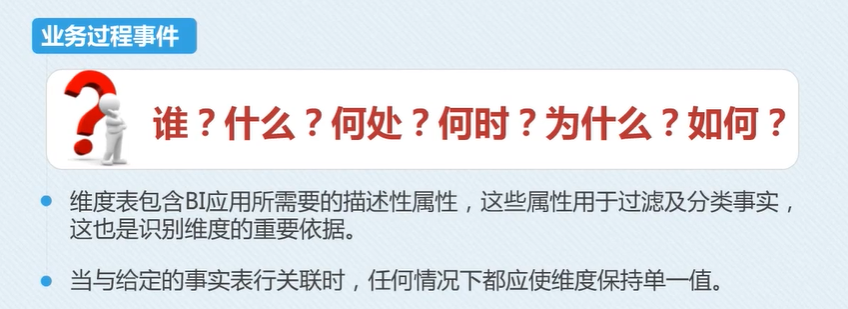 业务过程事件
谁？什么？何处？何时？为什么？如何？
维度表包含BI应用所需要的描述性属性，这些属性用于过滤及分类事实，
这也是识别维度的重要依据。
当与给定的事实表行关联时，任何情况下都应使维度保持单一值。